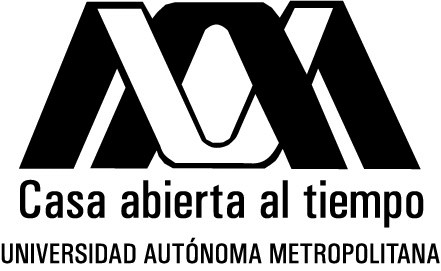 Casa abierta al tiempo
UNIVERSIDAD AUTÓNOMA METROPOLITANA